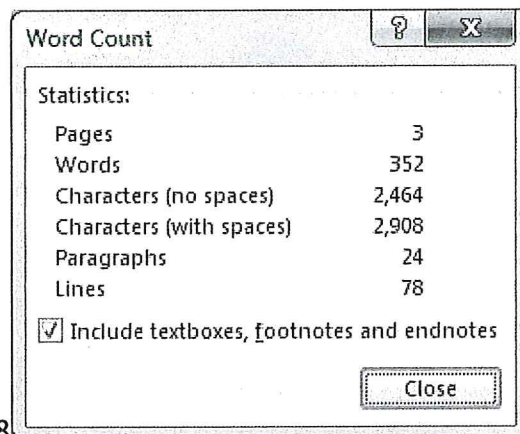 Word Count
Statistics:
Pages 3
Words 352
Characters (no spaces) 2,464
Characters (with spaces) 2,908
Paragraphs 24
Lines 78
Include textboxes, footnotes and endnotes
Close